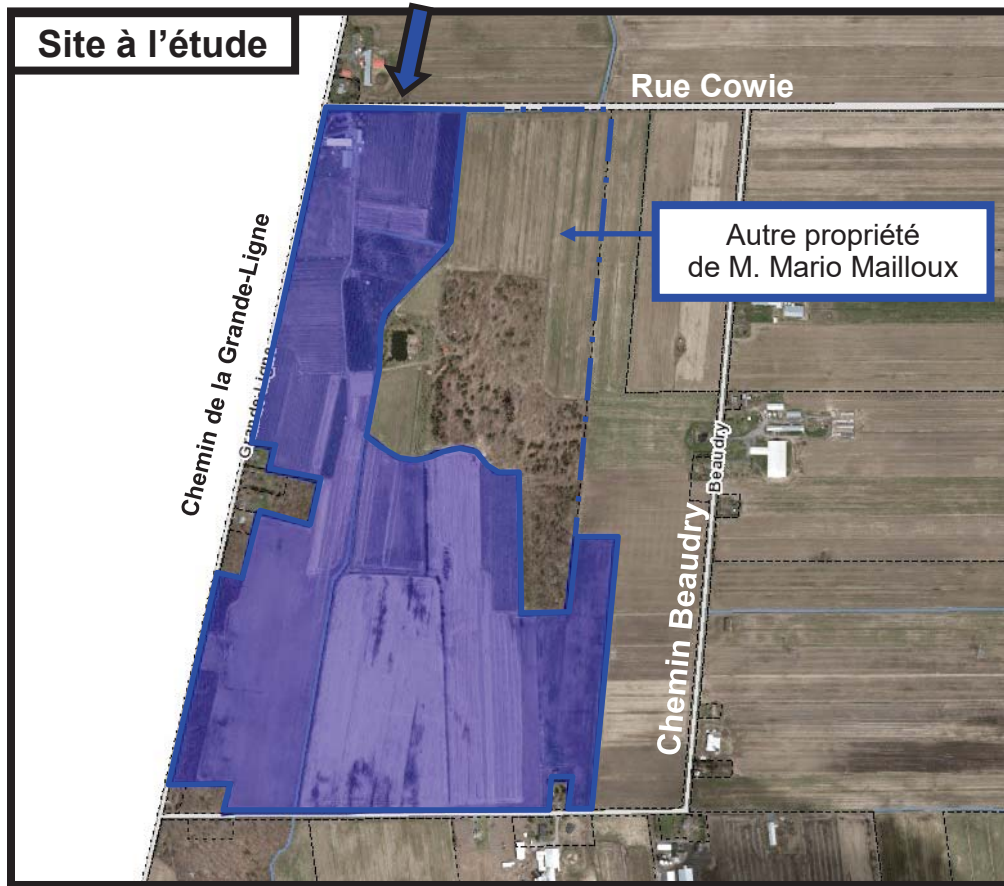 Site à l’étude
Rue Cowie
Autre propriété
de M. Mario Mailloux
Chemin de la Grande-Ligne
Grande-Ligne
Chemin Beaudry
Beaudry